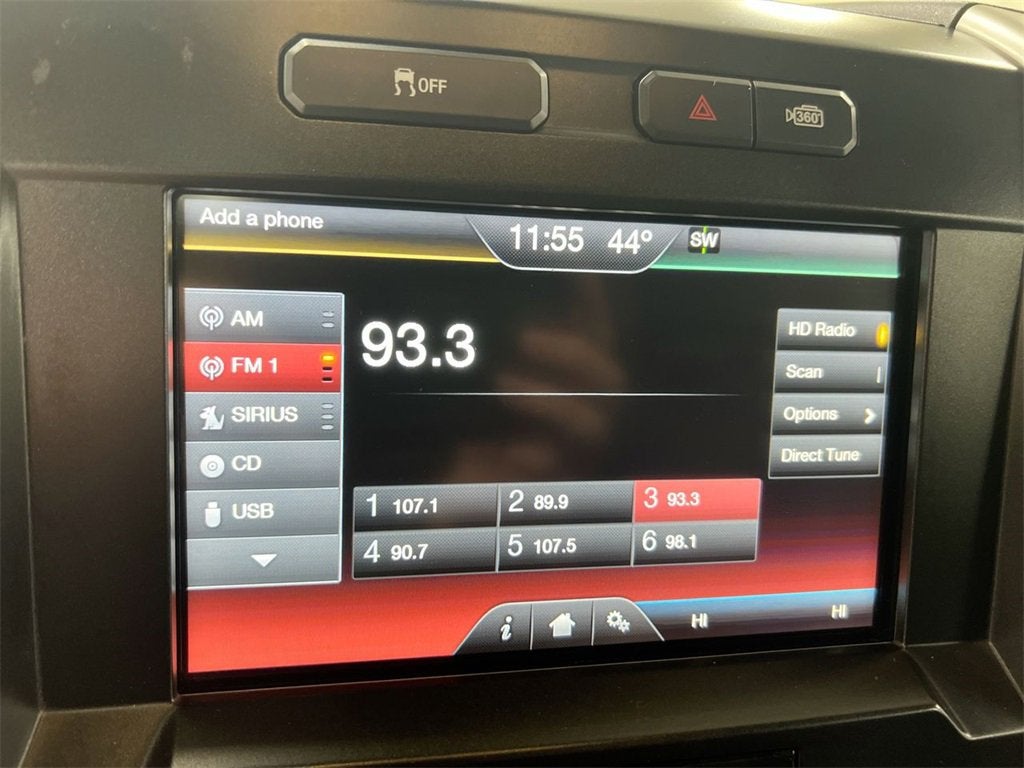 OFF
360°
Add a phone
11:55 44° SW
AM
FM 1
SIRIUS
CD
USB
93.3
HD Radio
Scan
Options
Direct Tune
1 107.1 2 89.9 3 93.3
4 90.7 5 107.5 6 98.1
i HI HI